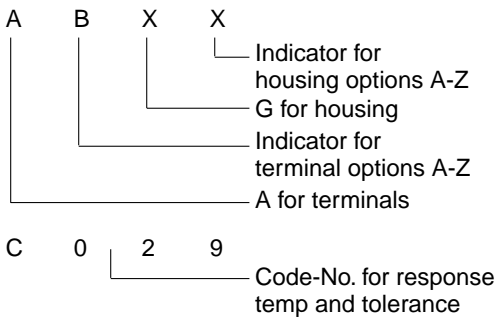 A B X X
Indicator for
housing options A-Z
G for housing
Indicator for
terminal options A-Z
A for terminals
C 0 2 9
Code-No. for response
temp and tolerance